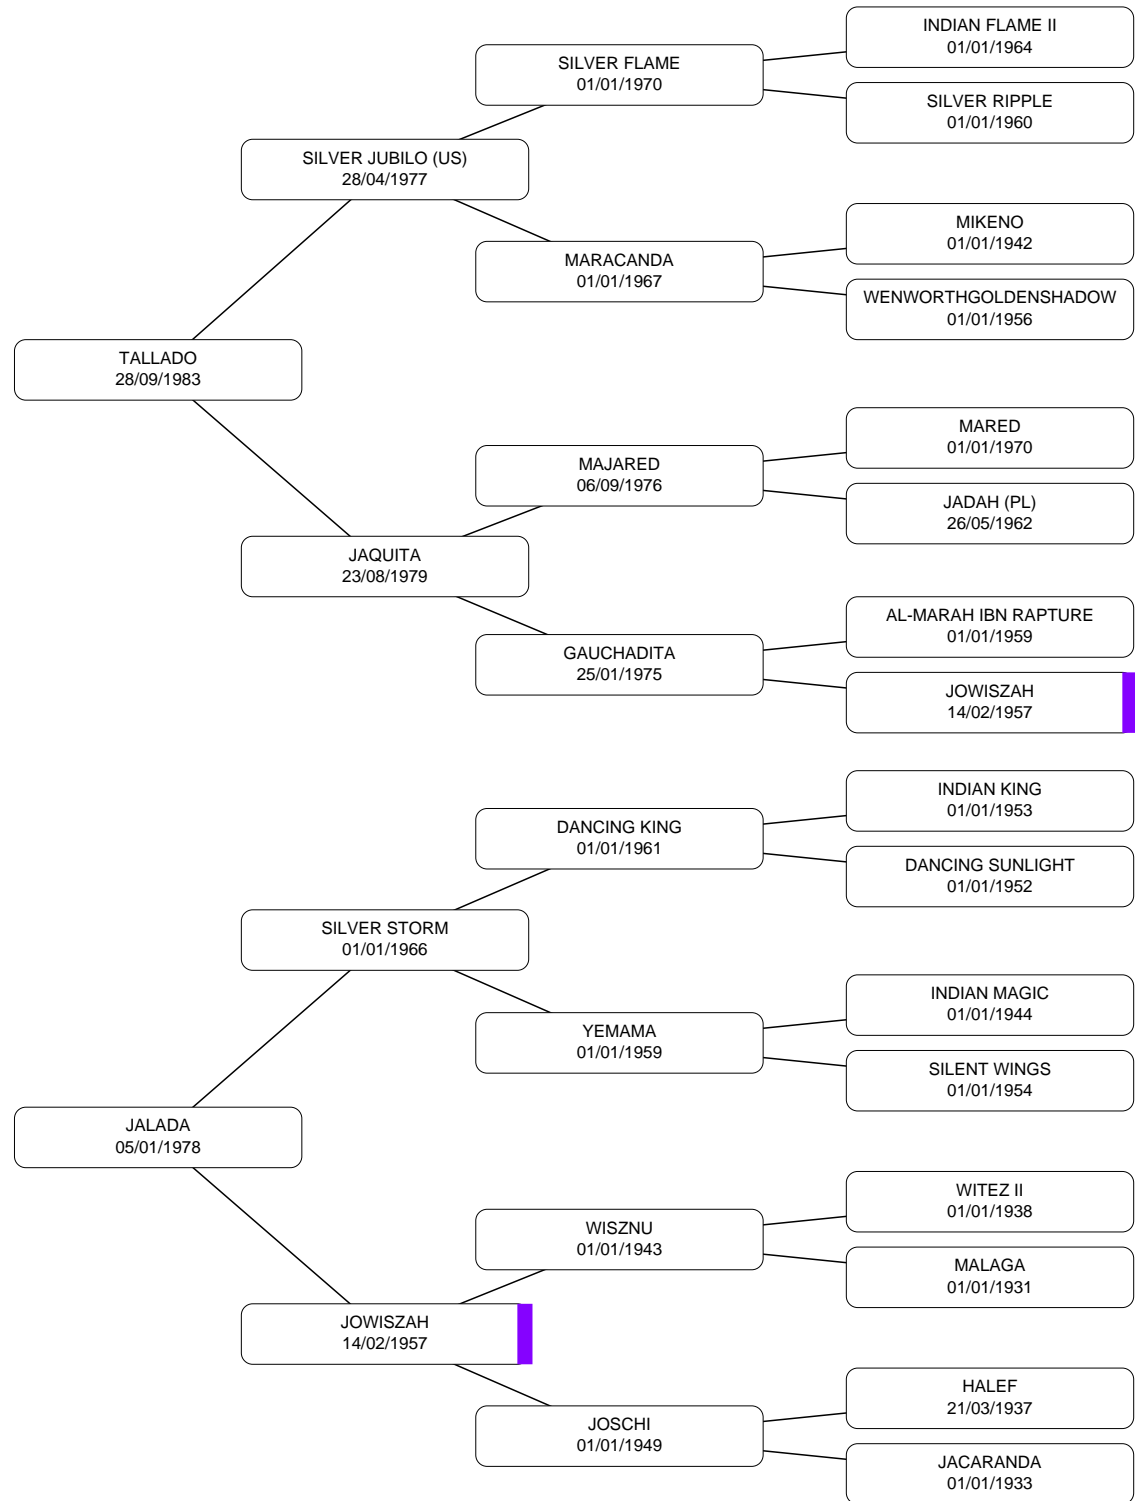 INDIAN FLAME II
01/01/1964
SILVER FLAME
01/01/1970
SILVER RIPPLE
01/01/1960
SILVER JUBILO (US)
28/04/1977
MIKENO
01/01/1942
MARACANDA
01/01/1967
WENWORTHGOLDENSHADOW
01/01/1956
TALLADO
28/09/1983
MARED
01/01/1970
MAJARED
06/09/1976
JADAH (PL)
26/05/1962
JAQUITA
23/08/1979
AL-MARAH IBN RAPTURE
01/01/1959
GAUCHADITA
25/01/1975
JOWISZAH
14/02/1957
INDIAN KING
01/01/1953
DANCING KING
01/01/1961
DANCING SUNLIGHT
01/01/1952
SILVER STORM
01/01/1966
INDIAN MAGIC
01/01/1944
YEMAMA
01/01/1959
SILENT WINGS
01/01/1954
JALADA
05/01/1978
WITEZ II
01/01/1938
WISZNU
01/01/1943
MALAGA
01/01/1931
JOWISZAH
14/02/1957
HALEF
21/03/1937
JOSCHI
01/01/1949
JACARANDA
01/01/1933